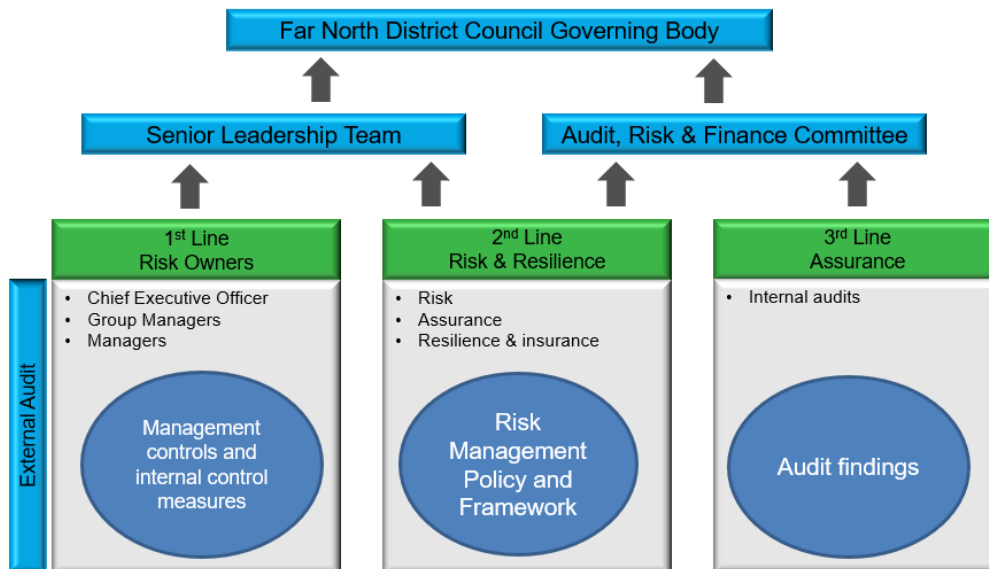 Far North District Council Governing Body
Senior Leadership Team
Audit, Risk & Finance Committee
1st Line
Risk Owners
2nd Line
Risk & Resilience
3rd Line
Assurance
External Audit
• Chief Executive Officer
• Group Managers
• Managers
Management
controls and
internal control
measures
• Risk
• Assurance
• Resilience & insurance
Risk
Management
Policy and
Framework
• Internal audits
Audit findings